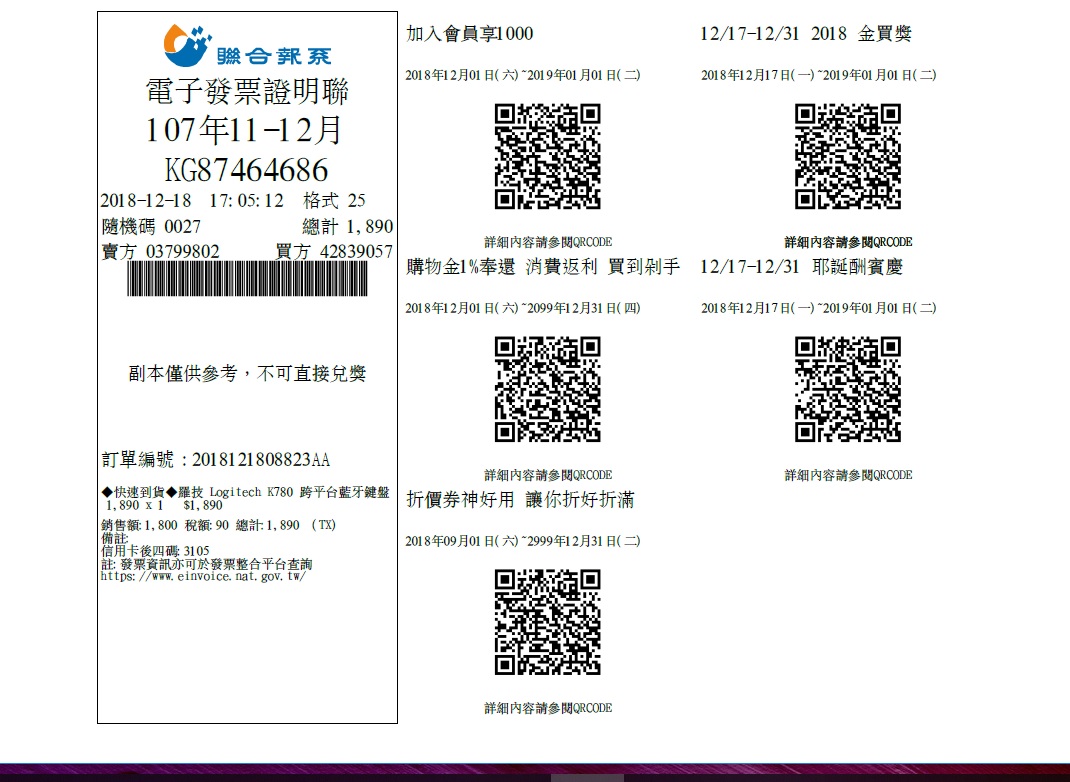 聯合報系
電子發票證明聯
107年11-12月
KG87464686
2018-12-18 17:05:12 格式 25
隨機碼 0027 總計 1,890
賣方 03799802 買方 42839057
副本僅供參考，不可直接兌獎
訂單編號：2018121808823AA
◆快速到貨◆羅技 Logitech K780 跨平台藍牙鍵盤
1,890 x 1 $1,890
銷售額:1,800 稅額:90 總計:1,890 (TX)
備註:
信用卡後四碼:3105
註:發票資訊亦可於發票整合平台查詢
https://www.einvoice.nat.gov.tw/
加入會員享1000
2018年12月01日(六)~2019年01月01日(二)
詳細內容請參閱QRCODE
購物金1%奉還 消費返利 買到剁手
2018年12月01日(六)~2099年12月31日(四)
詳細內容請參閱QRCODE
折價券神好用 讓你折好折滿
2018年09月01日(六)~2999年12月31日(二)
詳細內容請參閱QRCODE
12/17-12/31 2018 金買獎
2018年12月17日(一)~2019年01月01日(二)
詳細內容請參閱QRCODE
12/17-12/31 耶誕酬賓慶
2018年12月17日(一)~2019年01月01日(二)
詳細內容請參閱QRCODE